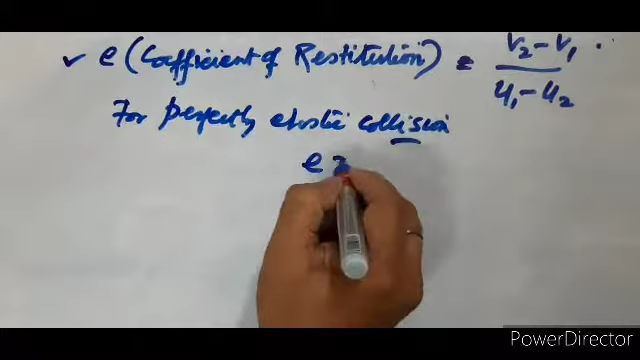 ✓ e (Coefficient of Restitution) = V₂-V₁ / U₁-U₂
For perfectly elastic collision
e =
PowerDirector